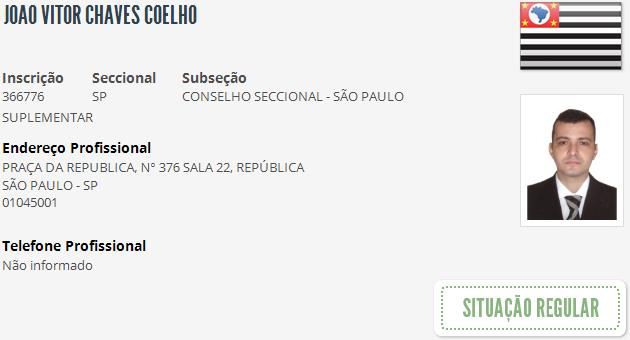 JOAO VITOR CHAVES COELHO
Inscrição Seccional Subseção
366776 SP CONSELHO SECCIONAL - SÃO PAULO
SUPLEMENTAR
Endereço Profissional
PRAÇA DA REPUBLICA, Nº 376 SALA 22, REPÚBLICA
SÃO PAULO - SP
01045001
Telefone Profissional
Não informado
SITUAÇÃO REGULAR